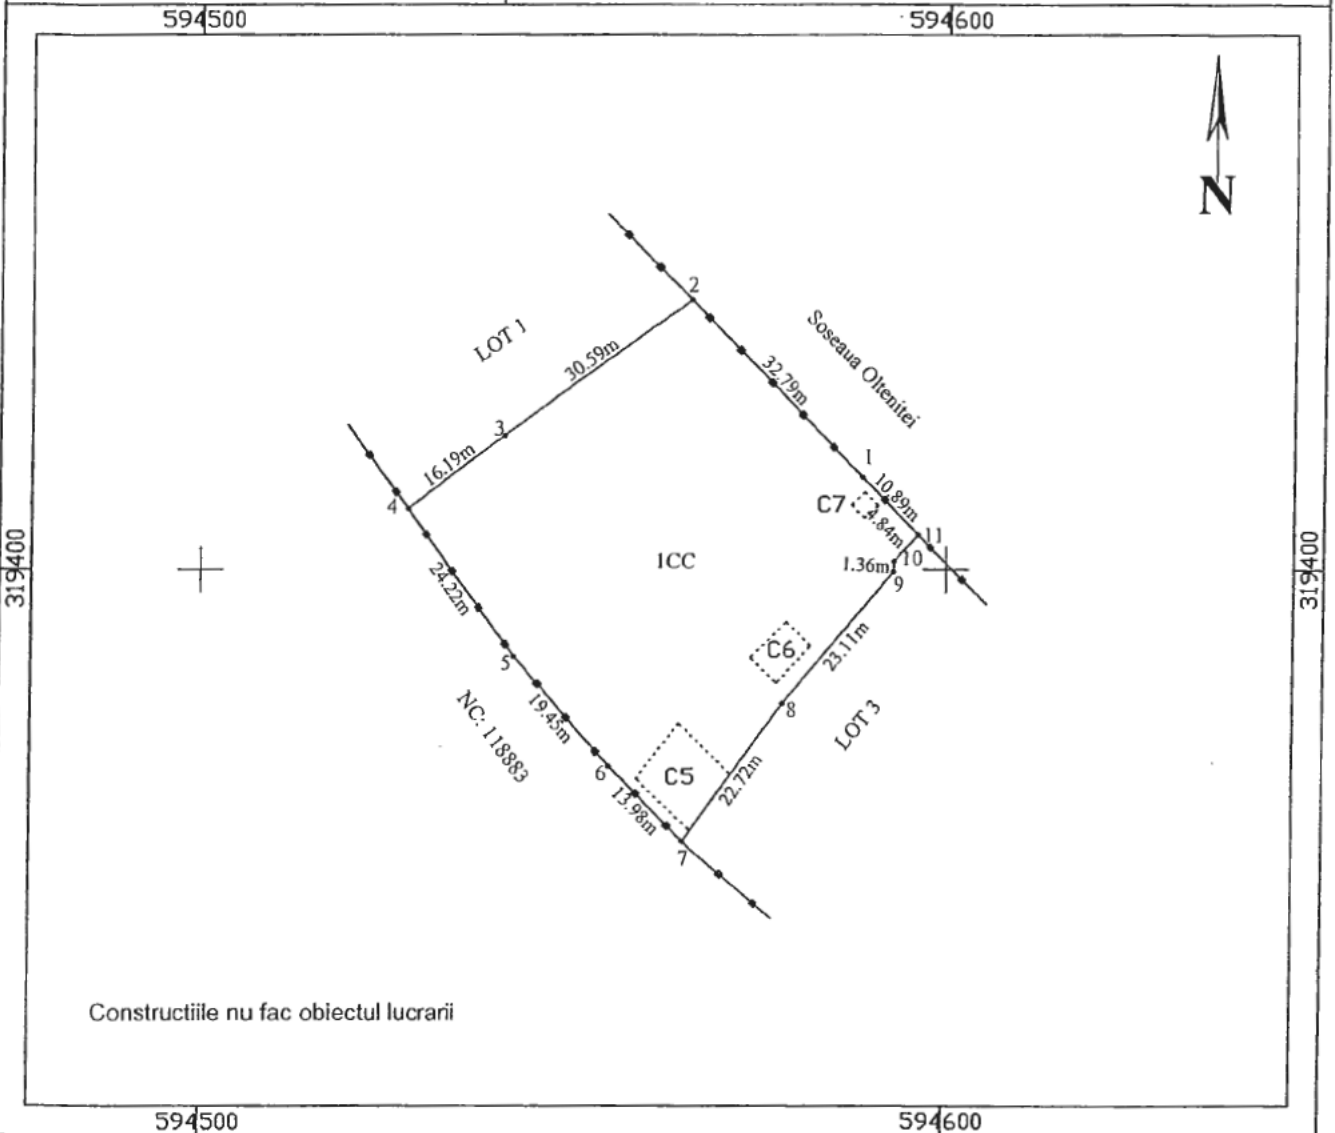 594500
594600
N
2
LOT 1
30.59m
Soseaua Oltenitei
32.79m
3
1
16.19m
10.89m
C7
4
4.84m
11
319400
1CC
1.36m
10
319400
9
24.22m
C6
23.11m
5
NC: 118883
19.45m
8
LOT 3
6
C5
22.72m
13.98m
7
Constructiile nu fac obiectul lucrarii
594500
594600